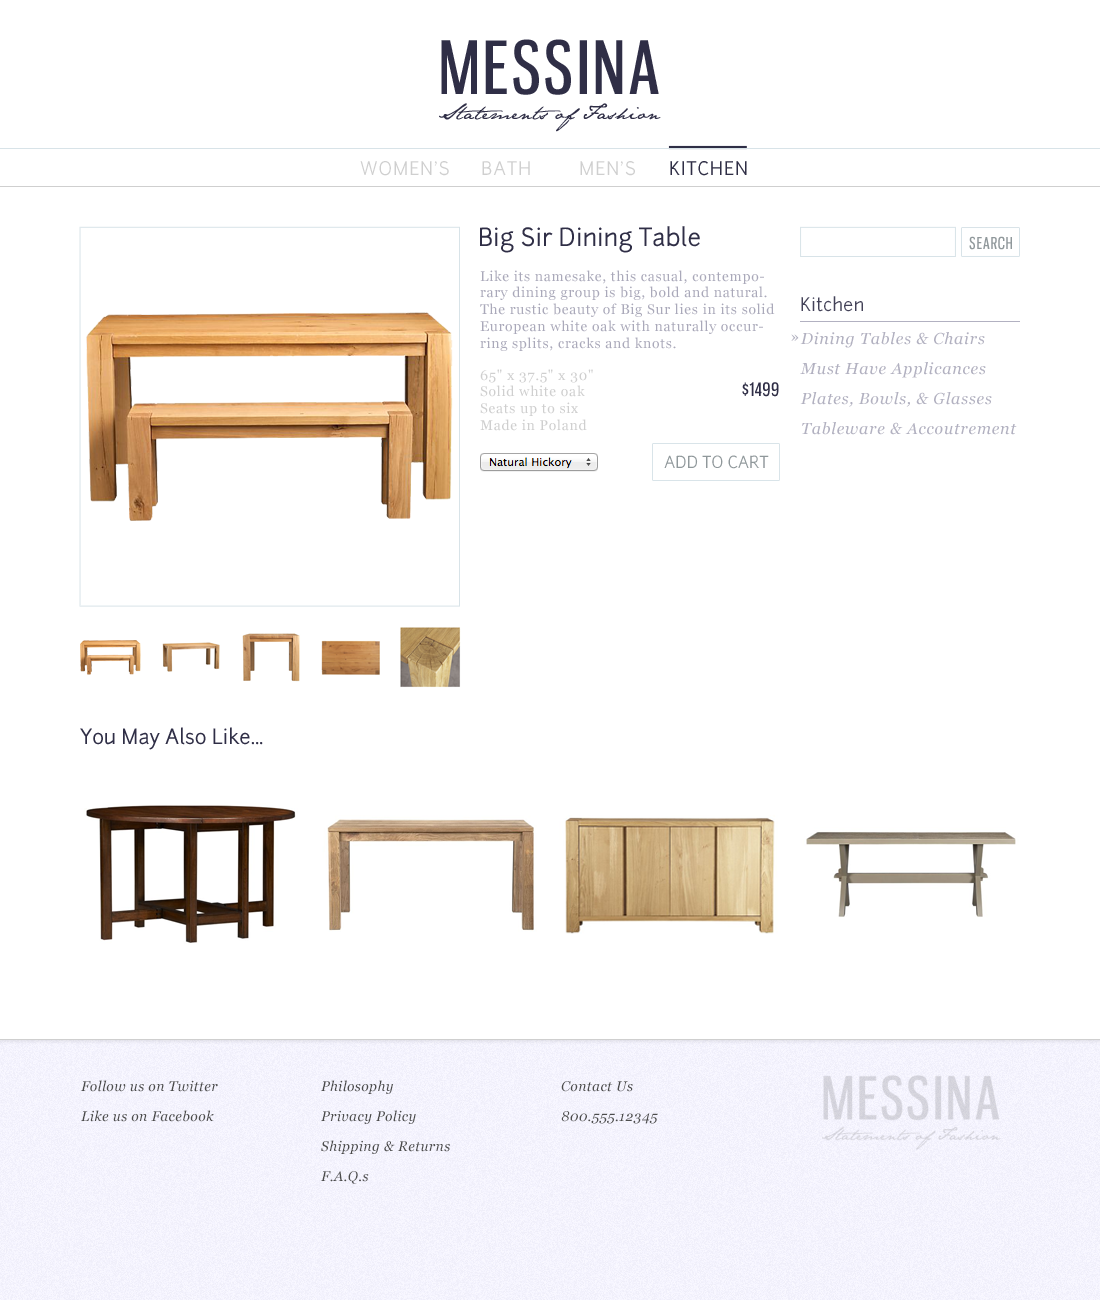 MESSINA
Statements of Fashion
WOMEN'S BATH MEN'S KITCHEN
Big Sir Dining Table
Like its namesake, this casual, contempo-
rary dining group is big, bold and natural.
The rustic beauty of Big Sur lies in its solid
European white oak with naturally occur-
ring splits, cracks and knots.
65" x 37.5" x 30"
Solid white oak
Seats up to six
Made in Poland
$1499
Natural Hickory
ADD TO CART
SEARCH
Kitchen
» Dining Tables & Chairs
Must Have Applicances
Plates, Bowls, & Glasses
Tableware & Accoutrement
You May Also Like...
Follow us on Twitter
Like us on Facebook
Philosophy
Privacy Policy
Shipping & Returns
F.A.Q.s
Contact Us
800.555.12345
MESSINA
Statements of Fashion